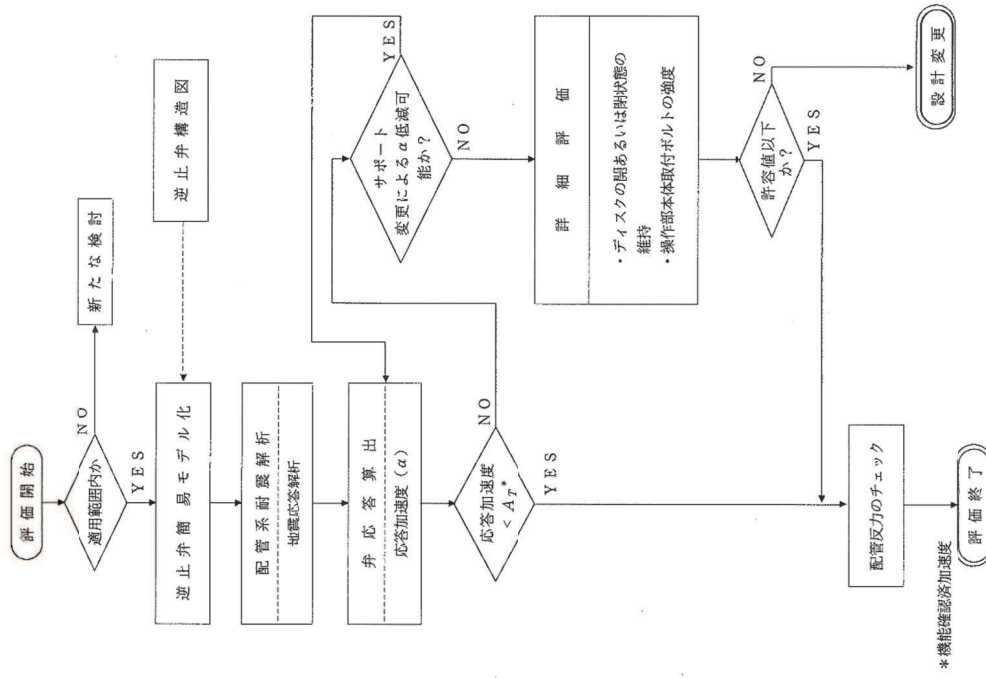 評価開始
適用範囲内か
NO
新たな検討
YES
逆止弁構造図
逆止弁簡易モデル化
配管系耐震解析
地震応答解析
弁応答算出
応答加速度(α)
応答加速度
< A_T*
NO
YES
サポート
変更によるα低減可
能か?
YES
NO
詳細評価
・ディスクの開あるいは閉状態の
維持
・操作部本体取付ボルトの強度
許容値以下
か?
NO
YES
設計変更
配管反力のチェック
評価終了
*機能確認済加速度